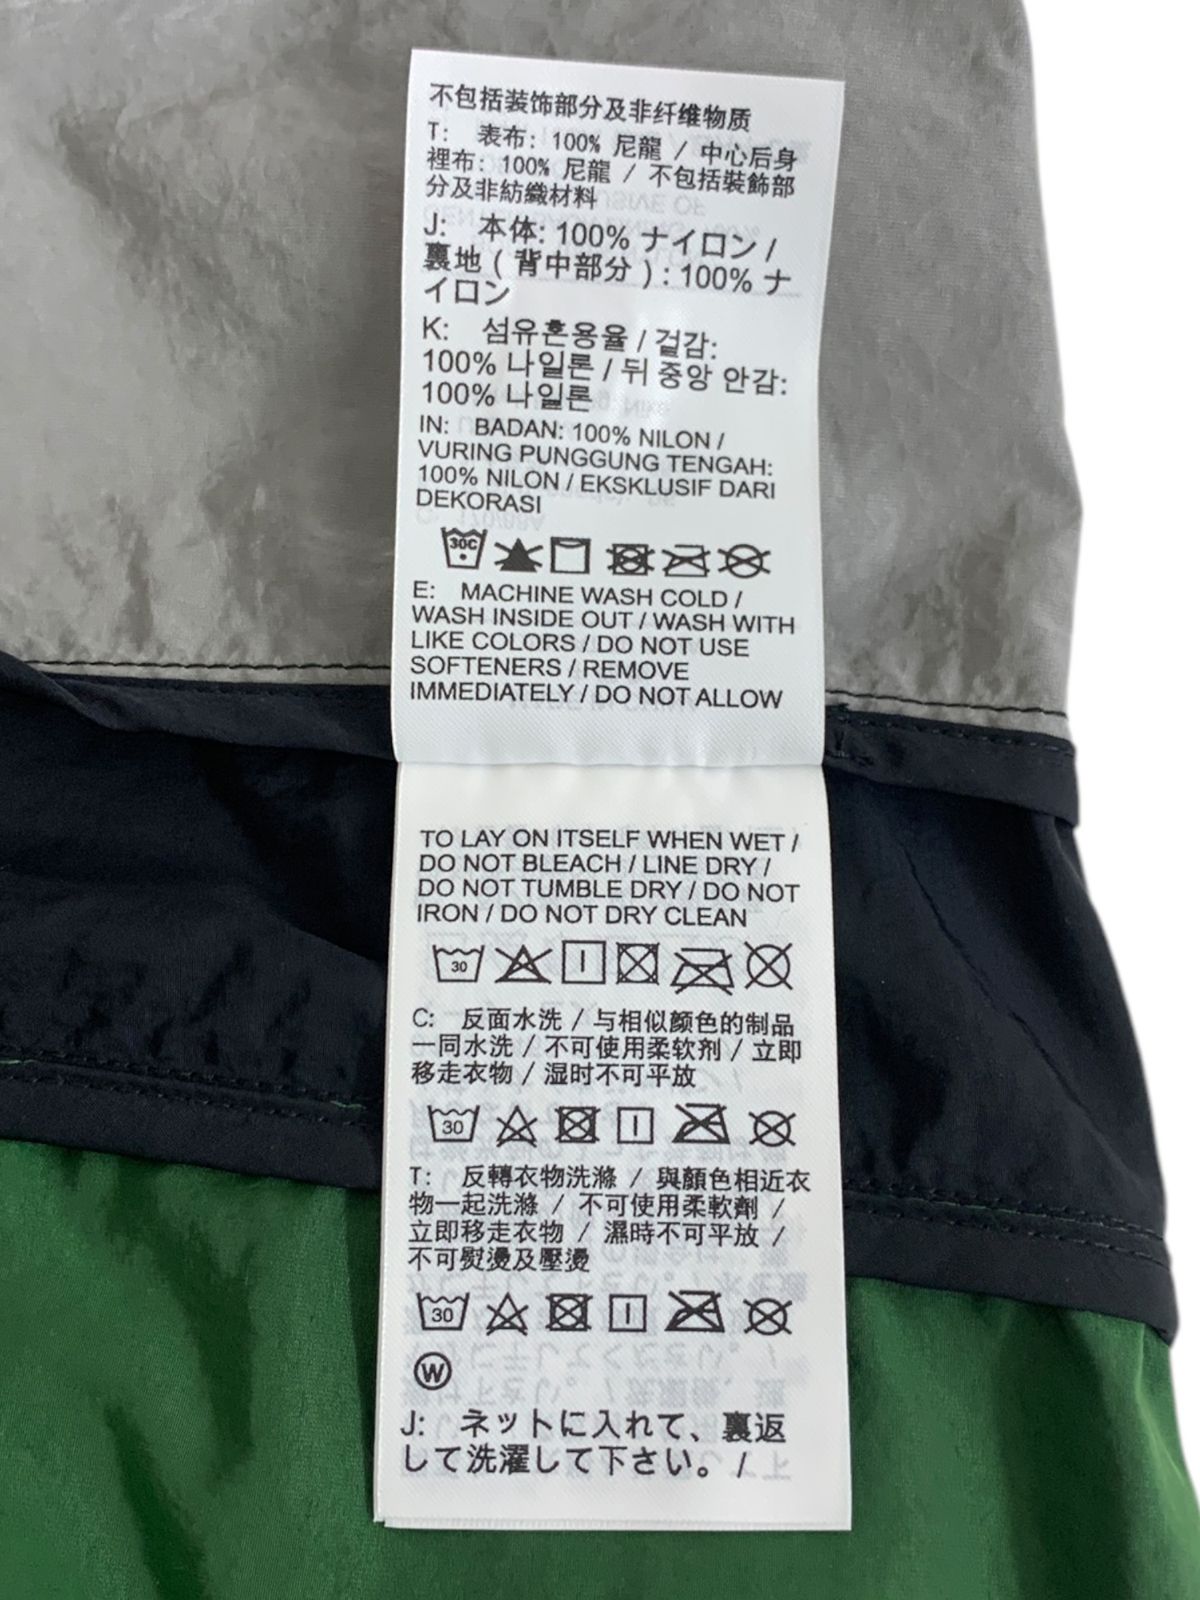 不包括装饰部分及非纤维物质
T: 表布: 100% 尼龍 / 中心后身
裡布: 100% 尼龍 / 不包括裝飾部
分及非紡織材料
J: 本体: 100% ナイロン /
裏地 ( 背中部分 ) : 100% ナ
イロン
K: 섬유혼용율 / 겉감:
100% 나일론 / 뒤 중앙 안감:
100% 나일론
IN: BADAN: 100% NILON /
VURING PUNGGUNG TENGAH:
100% NILON / EKSKLUSIF DARI
DEKORASI
30C
E: MACHINE WASH COLD /
WASH INSIDE OUT / WASH WITH
LIKE COLORS / DO NOT USE
SOFTENERS / REMOVE
IMMEDIATELY / DO NOT ALLOW
TO LAY ON ITSELF WHEN WET /
DO NOT BLEACH / LINE DRY /
DO NOT TUMBLE DRY / DO NOT
IRON / DO NOT DRY CLEAN
30
C: 反面水洗 / 与相似颜色的制品
一同水洗 / 不可使用柔软剂 / 立即
移走衣物 / 湿时不可平放
30
T: 反轉衣物洗滌 / 與顏色相近衣
物一起洗滌 / 不可使用柔軟劑 /
立即移走衣物 / 濕時不可平放 /
不可熨燙及壓燙
30
W
J: ネットに入れて、裏返
して洗濯して下さい。 /